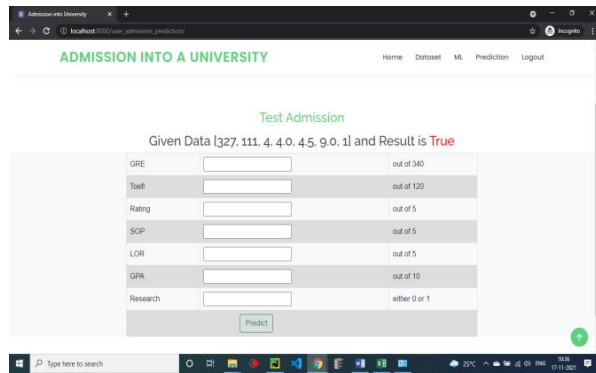 Admission into University
localhost:8000/user_admission_prediction/
Incognito
ADMISSION INTO A UNIVERSITY
Home Dataset ML Prediction Logout
Test Admission
Given Data [327, 111, 4, 4.0, 4.5, 9.0, 1] and Result is True
GRE out of 340
Toefl out of 120
Rating out of 5
SOP out of 5
LOR out of 5
GPA out of 10
Research either 0 or 1
Predict
Type here to search
25°C ENG 10:36
17-11-2021